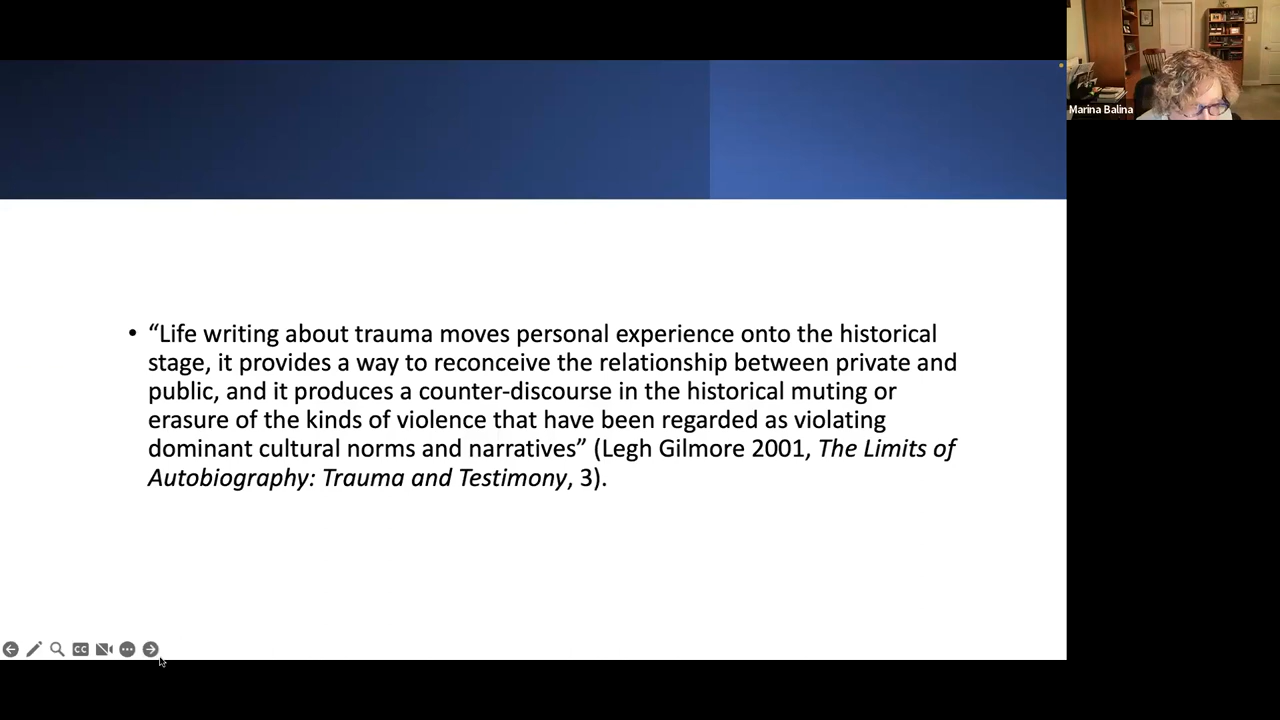 Marina Balina
• “Life writing about trauma moves personal experience onto the historical
stage, it provides a way to reconceive the relationship between private and
public, and it produces a counter-discourse in the historical muting or
erasure of the kinds of violence that have been regarded as violating
dominant cultural norms and narratives” (Legh Gilmore 2001, The Limits of
Autobiography: Trauma and Testimony, 3).
CC